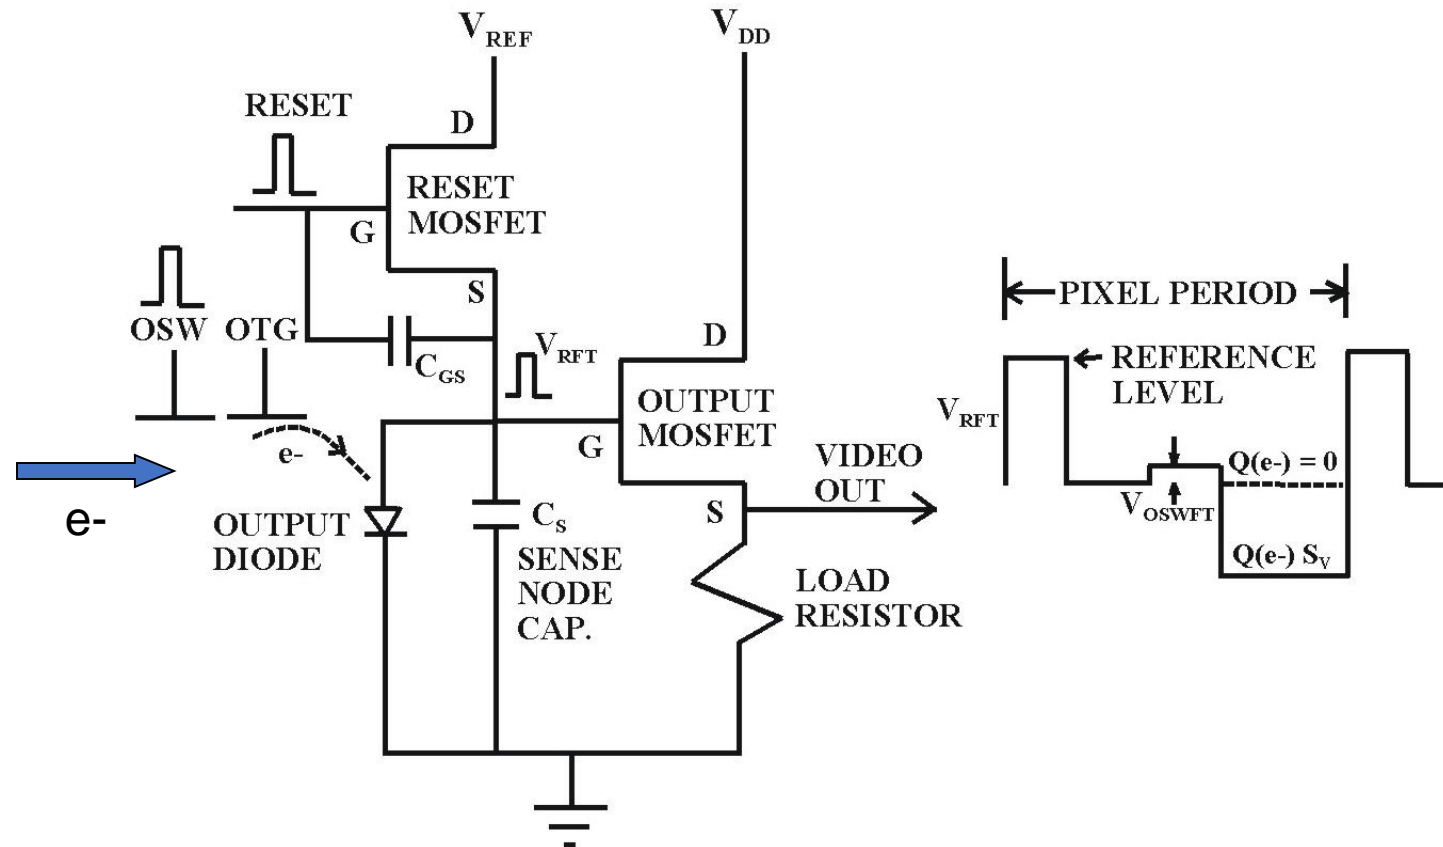 V_REF
V_DD
RESET
D
RESET
MOSFET
G
S
OSW OTG
C_GS
V_RFT
D
OUTPUT
MOSFET
G
e-
e-
OUTPUT
DIODE
C_S
SENSE
NODE
CAP.
S
VIDEO
OUT
LOAD
RESISTOR
PIXEL PERIOD
REFERENCE
LEVEL
V_RFT
Q(e-) = 0
V_OSWFT
Q(e-) S_V